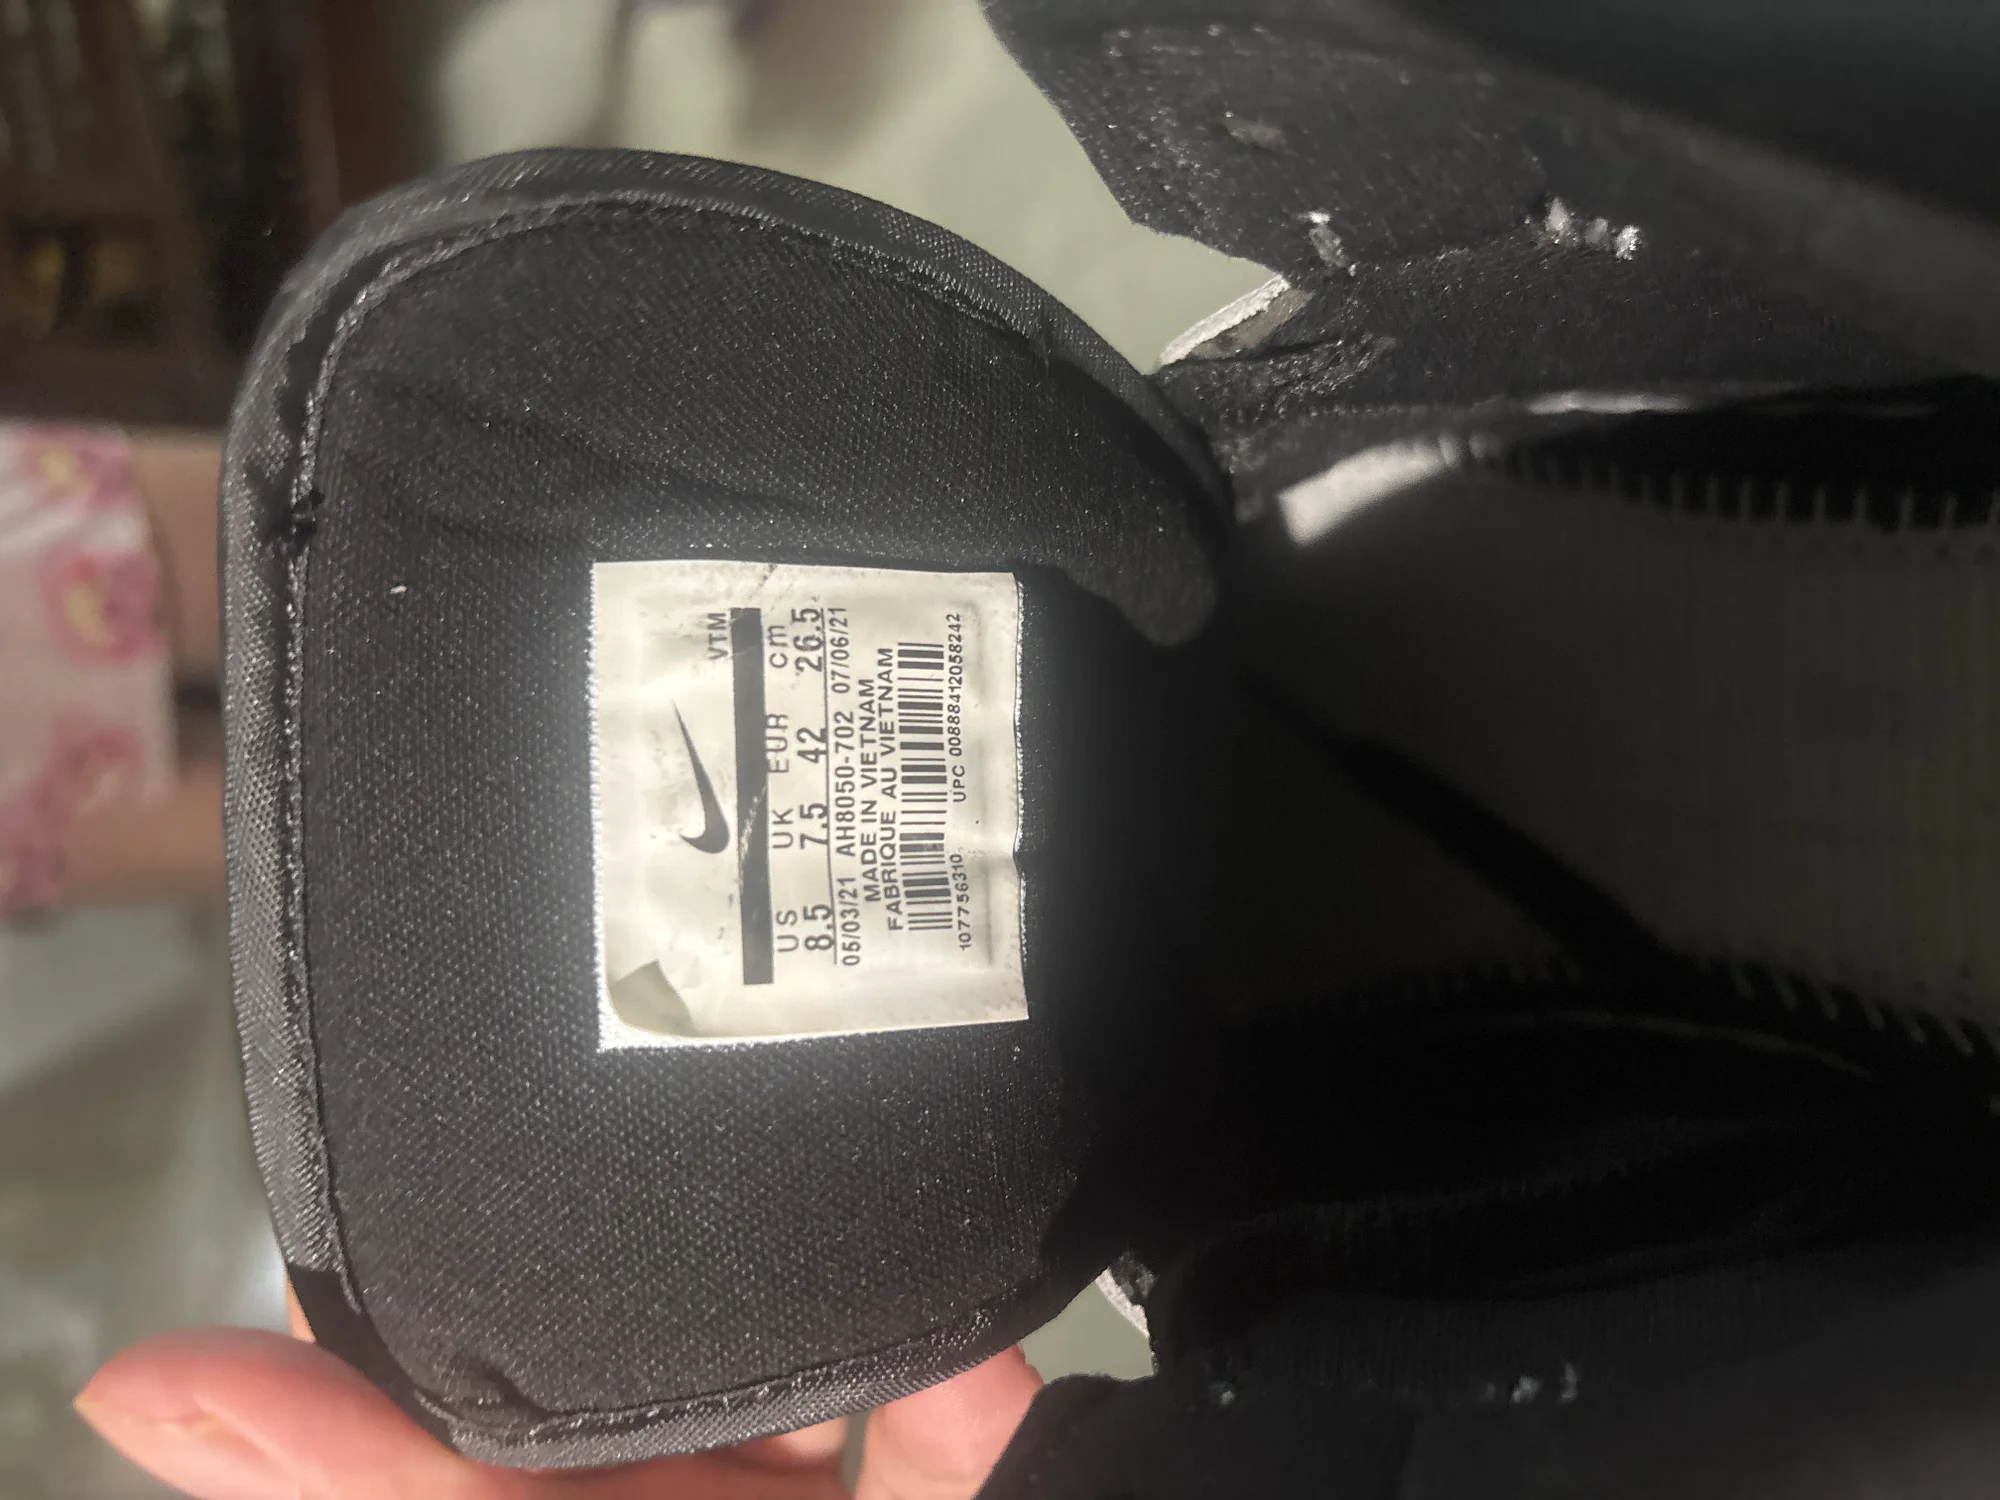 VTM
US UK EUR cm
8.5 7.5 42 26.5
05/03/21 AH8050-702 07/06/21
MADE IN VIETNAM
FABRIQUE AU VIETNAM
107756310 UPC 00888412058242